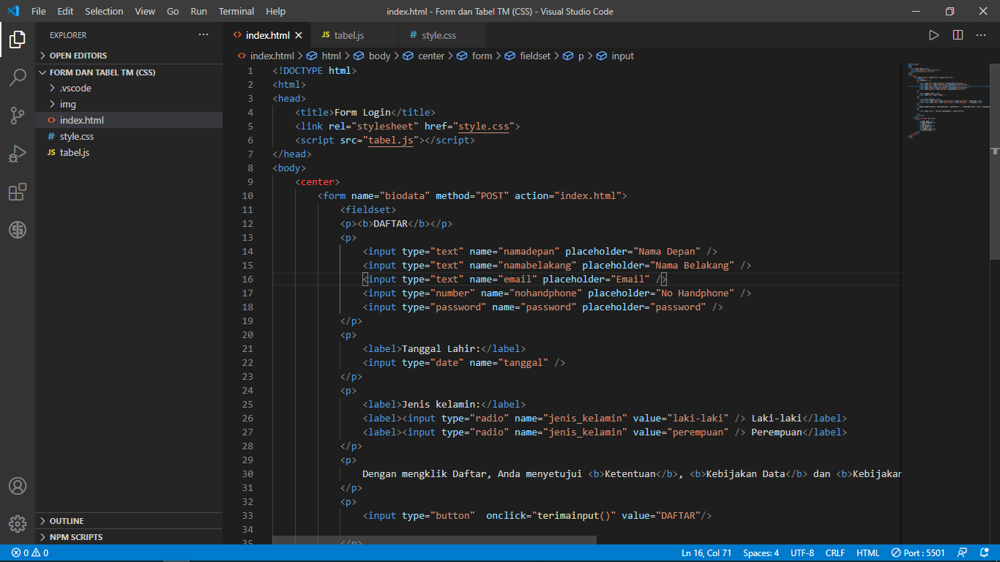 File Edit Selection View Go Run Terminal Help index.html - Form dan Tabel TM (CSS) - Visual Studio Code
EXPLORER
OPEN EDITORS
FORM DAN TABEL TM (CSS)
.vscode
img
index.html
style.css
JS tabel.js
OUTLINE
NPM SCRIPTS
index.html JS tabel.js # style.css
index.html > html > body > center > form > fieldset > p > input
1 <!DOCTYPE html>
2 <html>
3 <head>
4 <title>Form Login</title>
5 <link rel="stylesheet" href="style.css">
6 <script src="tabel.js"></script>
7 </head>
8 <body>
9 <center>
10 <form name="biodata" method="POST" action="index.html">
11 <fieldset>
12 <p><b>DAFTAR</b></p>
13 <p>
14 <input type="text" name="namadepan" placeholder="Nama Depan" />
15 <input type="text" name="namabelakang" placeholder="Nama Belakang" />
16 <input type="text" name="email" placeholder="Email" />
17 <input type="number" name="nohandphone" placeholder="No Handphone" />
18 <input type="password" name="password" placeholder="password" />
19 </p>
20 <p>
21 <label>Tanggal Lahir:</label>
22 <input type="date" name="tanggal" />
23 </p>
24 <p>
25 <label>Jenis kelamin:</label>
26 <label><input type="radio" name="jenis_kelamin" value="laki-laki" /> Laki-laki</label>
27 <label><input type="radio" name="jenis_kelamin" value="perempuan" /> Perempuan</label>
28 </p>
29 <p>
30 Dengan mengklik Daftar, Anda menyetujui <b>Ketentuan</b>, <b>Kebijakan Data</b> dan <b>Kebijakan
31 </p>
32 <p>
33 <input type="button"  onclick="terimainput()" value="DAFTAR"/>
34
35 </p>
0 0 Ln 16, Col 71 Spaces: 4 UTF-8 CRLF HTML Port : 5501